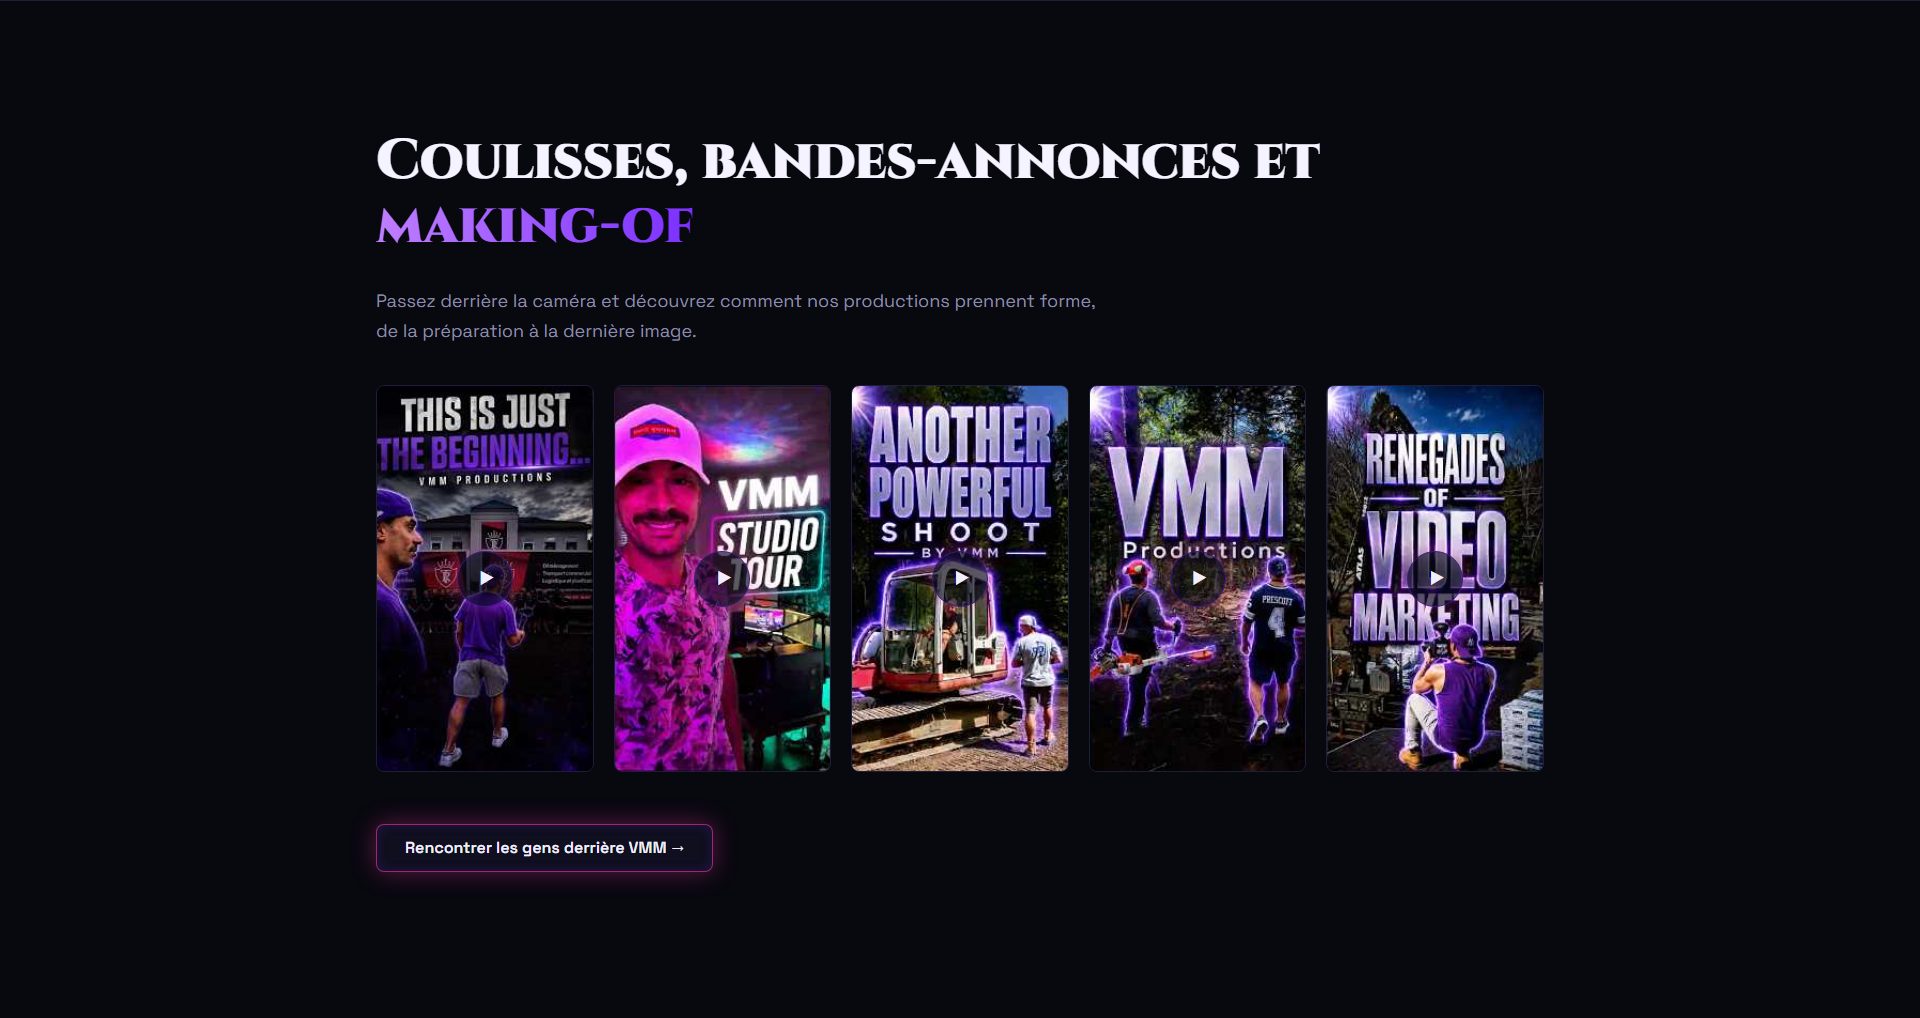 Coulisses, bandes-annonces et
making-of
Passez derrière la caméra et découvrez comment nos productions prennent forme,
de la préparation à la dernière image.
THIS IS JUST
THE BEGINNING...
VMM PRODUCTIONS
VMM
STUDIO
TOUR
ANOTHER
POWERFUL
SHOOT
BY VMM
VMM
Productions
PRESCOTT
4
RENEGADES
OF
VIDEO
MARKETING
ATLAS
Rencontrer les gens derrière VMM →